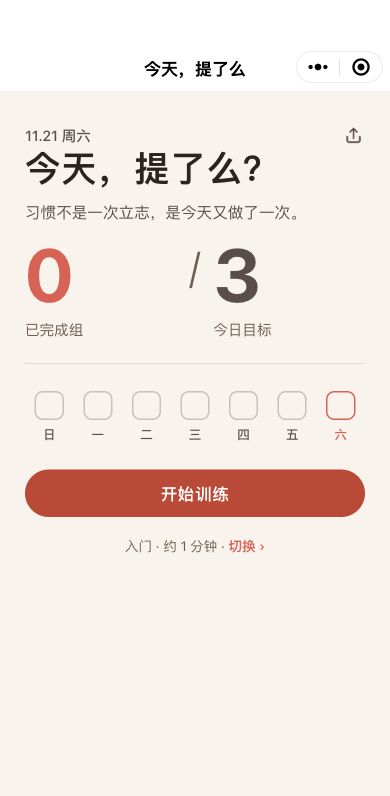 今天，提了么
11.21 周六
今天，提了么?
习惯不是一次立志，是今天又做了一次。
0 / 3
已完成组 今日目标
日 一 二 三 四 五 六
开始训练
入门 · 约 1 分钟 · 切换 ›